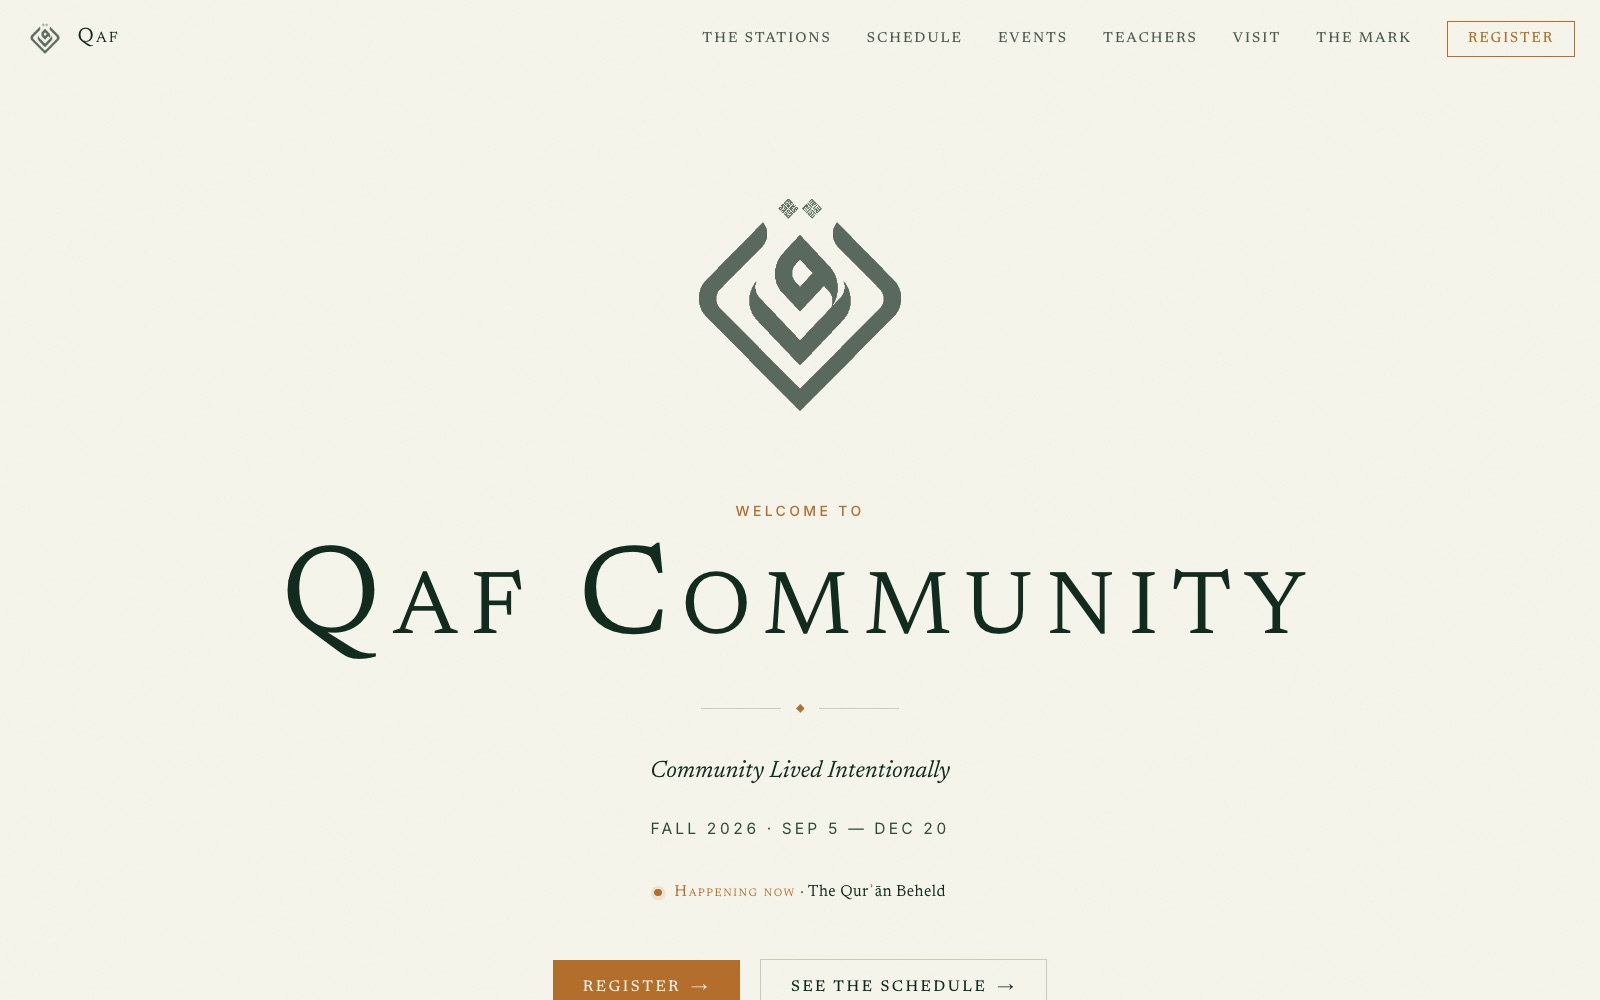 Qaf
THE STATIONS
SCHEDULE
EVENTS
TEACHERS
VISIT
THE MARK
REGISTER
WELCOME TO
Qaf Community
Community Lived Intentionally
FALL 2026 · SEP 5 — DEC 20
Happening now · The Qurʾān Beheld
REGISTER →
SEE THE SCHEDULE →